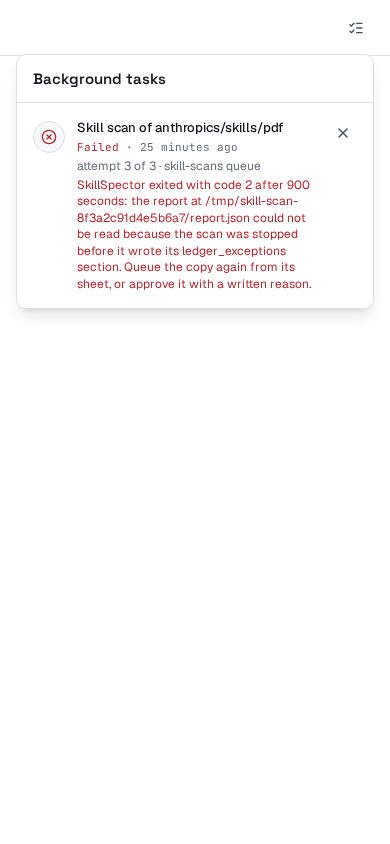 Background tasks
Skill scan of anthropics/skills/pdf
Failed · 25 minutes ago
attempt 3 of 3 · skill-scans queue
SkillSpector exited with code 2 after 900
seconds: the report at /tmp/skill-scan-
8f3a2c91d4e5b6a7/report.json could not
be read because the scan was stopped
before it wrote its ledger_exceptions
section. Queue the copy again from its
sheet, or approve it with a written reason.